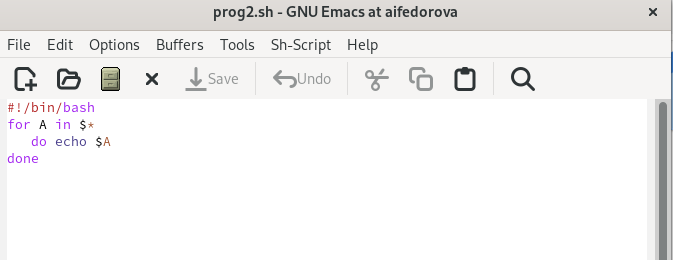 prog2.sh - GNU Emacs at aifedorova
File Edit Options Buffers Tools Sh-Script Help
Save Undo
#!/bin/bash
for A in $*
   do echo $A
done